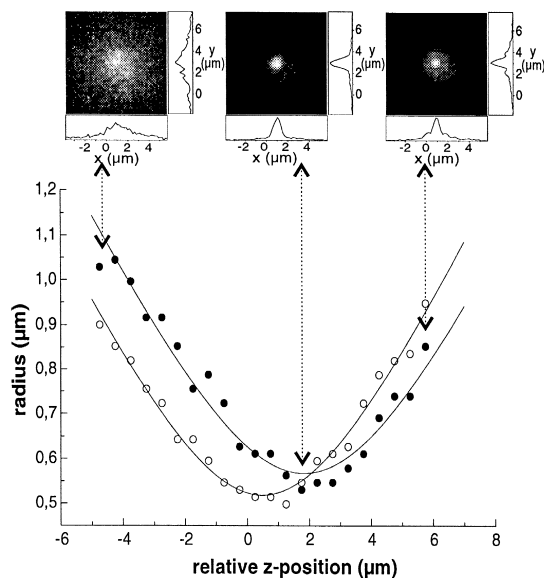 6
4
y
(µm)
2
0
-2 0 2 4
x (µm)
6
4
y
(µm)
2
0
-2 0 2 4
x (µm)
6
4
y
(µm)
2
0
-2 0 2 4
x (µm)
1,2
1,1
1,0
0,9
0,8
0,7
0,6
0,5
radius (µm)
-6 -4 -2 0 2 4 6 8
relative z-position (µm)